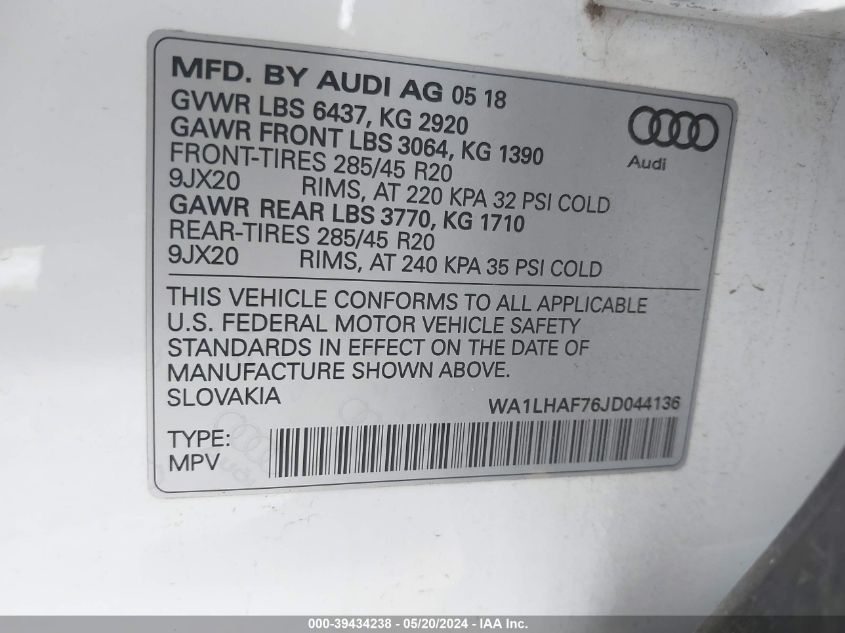 MFD. BY AUDI AG 05 18
GVWR LBS 6437, KG 2920
GAWR FRONT LBS 3064, KG 1390
FRONT-TIRES 285/45 R20
9JX20 RIMS, AT 220 KPA 32 PSI COLD
GAWR REAR LBS 3770, KG 1710
REAR-TIRES 285/45 R20
9JX20 RIMS, AT 240 KPA 35 PSI COLD
Audi
THIS VEHICLE CONFORMS TO ALL APPLICABLE
U.S. FEDERAL MOTOR VEHICLE SAFETY
STANDARDS IN EFFECT ON THE DATE OF
MANUFACTURE SHOWN ABOVE.
SLOVAKIA
WA1LHAF76JD044136
TYPE:
MPV
000-39434238 - 05/20/2024 - IAA Inc.